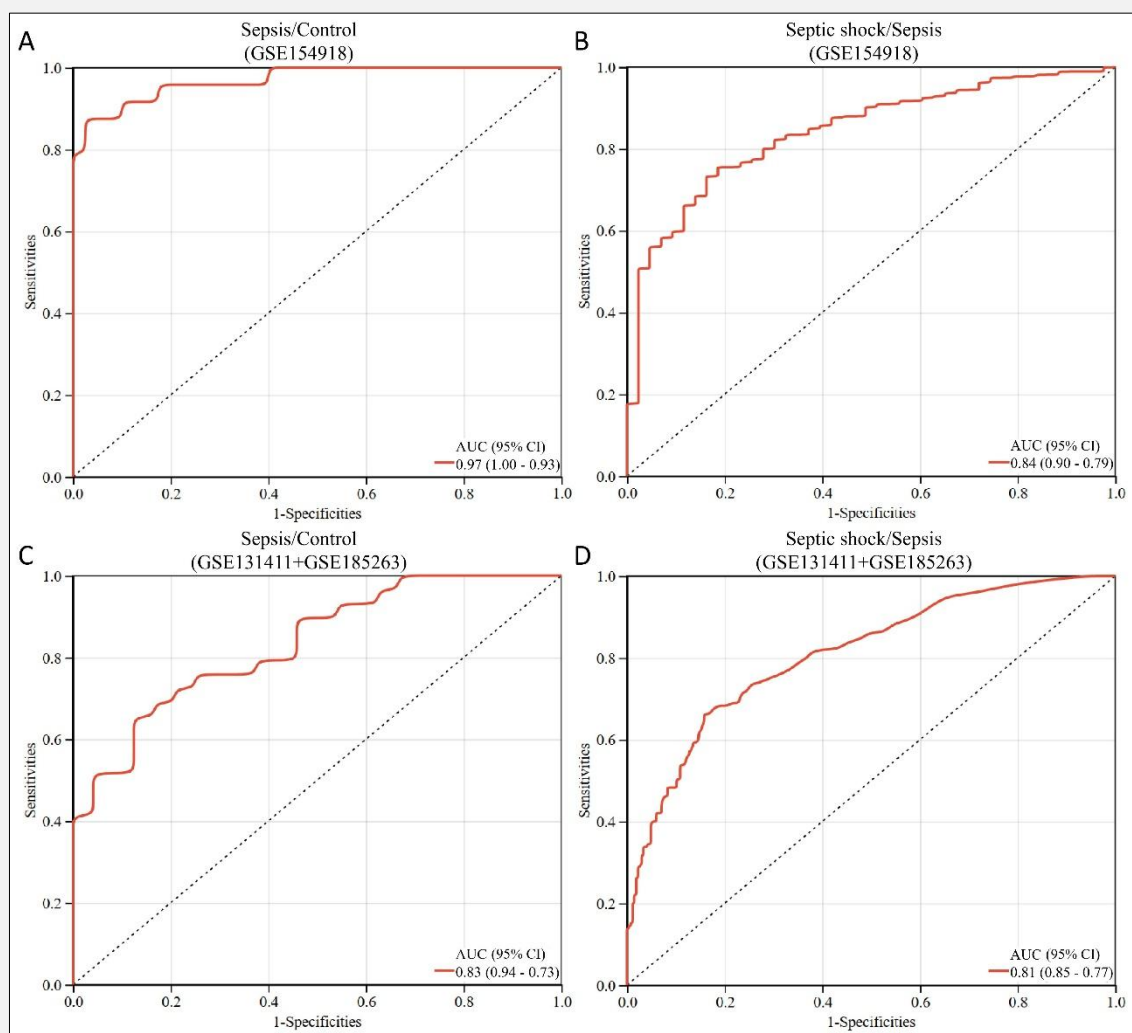 A
Sepsis/Control
(GSE154918)
1.0
0.8
0.6
0.4
0.2
0.0
Sensitivities
AUC (95% CI)
0.97 (1.00 - 0.93)
0.0 0.2 0.4 0.6 0.8 1.0
1-Specificities
B
Septic shock/Sepsis
(GSE154918)
1.0
0.8
0.6
0.4
0.2
0.0
Sensitivities
AUC (95% CI)
0.84 (0.90 - 0.79)
0.0 0.2 0.4 0.6 0.8 1.0
1-Specificities
C
Sepsis/Control
(GSE131411+GSE185263)
1.0
0.8
0.6
0.4
0.2
0.0
Sensitivities
AUC (95% CI)
0.83 (0.94 - 0.73)
0.0 0.2 0.4 0.6 0.8 1.0
1-Specificities
D
Septic shock/Sepsis
(GSE131411+GSE185263)
1.0
0.8
0.6
0.4
0.2
0.0
Sensitivities
AUC (95% CI)
0.81 (0.85 - 0.77)
0.0 0.2 0.4 0.6 0.8 1.0
1-Specificities